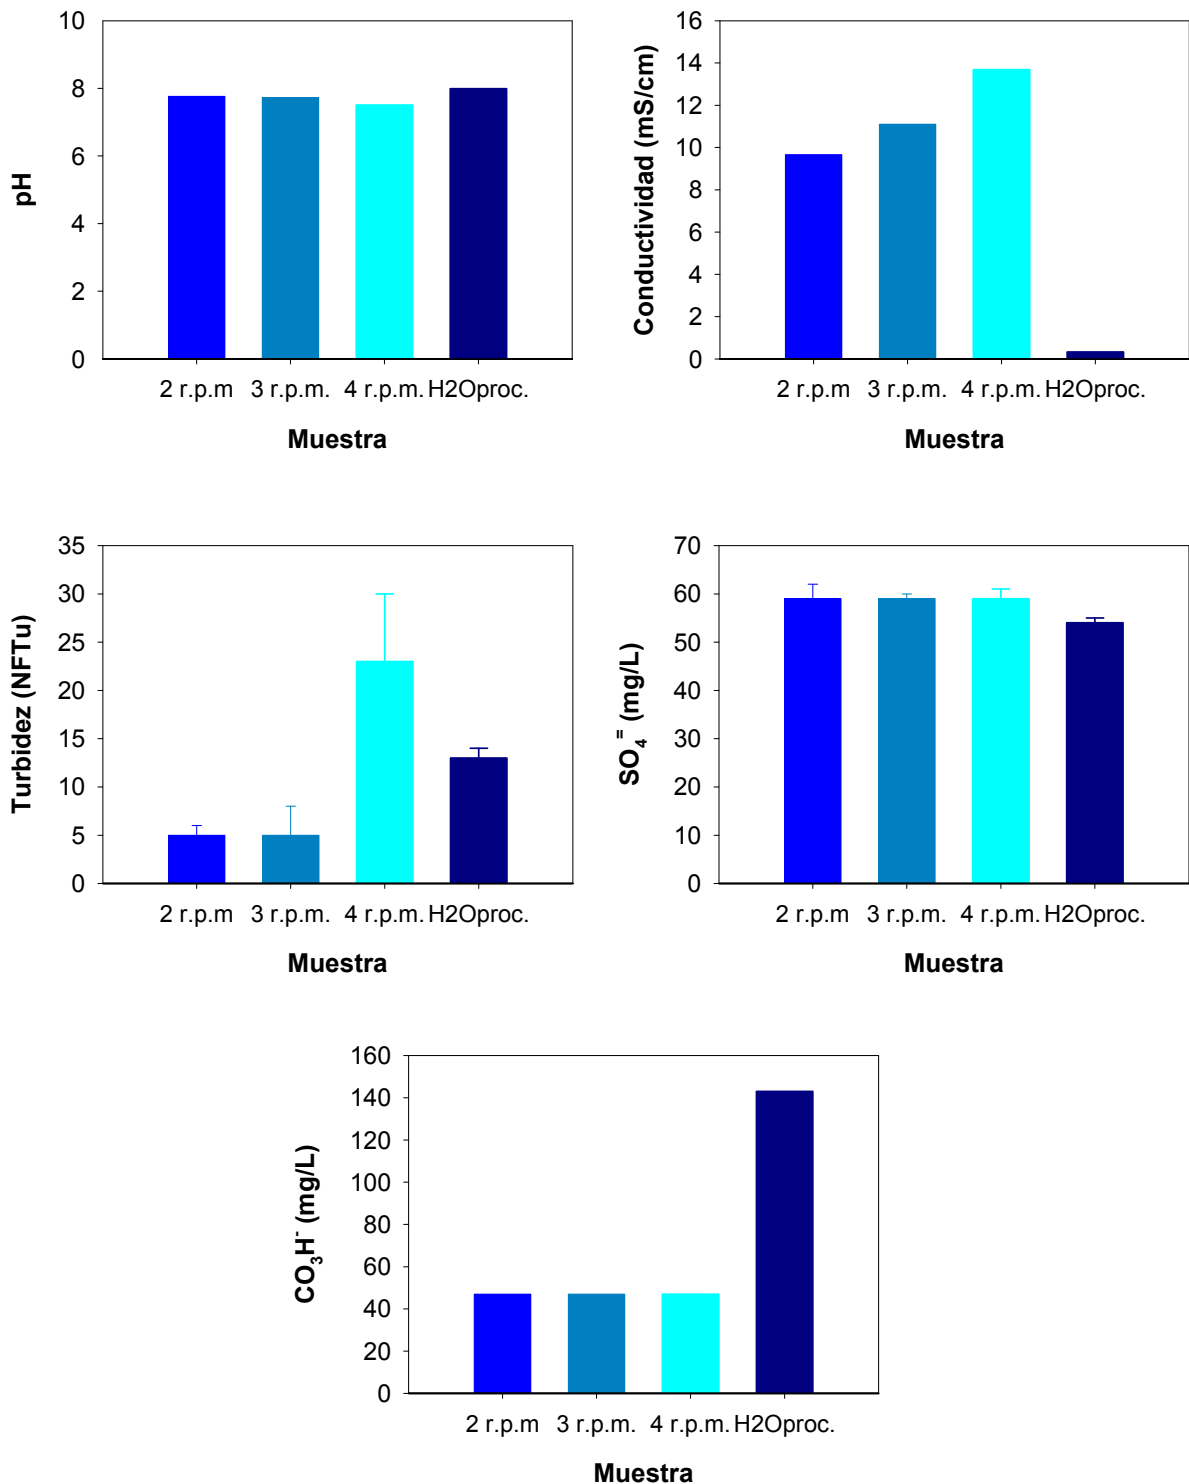 pH
10
8
6
4
2
0
2 r.p.m 3 r.p.m. 4 r.p.m. H2Oproc.
Muestra
Conductividad (mS/cm)
16
14
12
10
8
6
4
2
0
2 r.p.m 3 r.p.m. 4 r.p.m. H2Oproc.
Muestra
Turbidez (NFTu)
35
30
25
20
15
10
5
0
2 r.p.m 3 r.p.m. 4 r.p.m. H2Oproc.
Muestra
SO₄⁼ (mg/L)
70
60
50
40
30
20
10
0
2 r.p.m 3 r.p.m. 4 r.p.m. H2Oproc.
Muestra
CO₃H⁻ (mg/L)
160
140
120
100
80
60
40
20
0
2 r.p.m 3 r.p.m. 4 r.p.m. H2Oproc.
Muestra